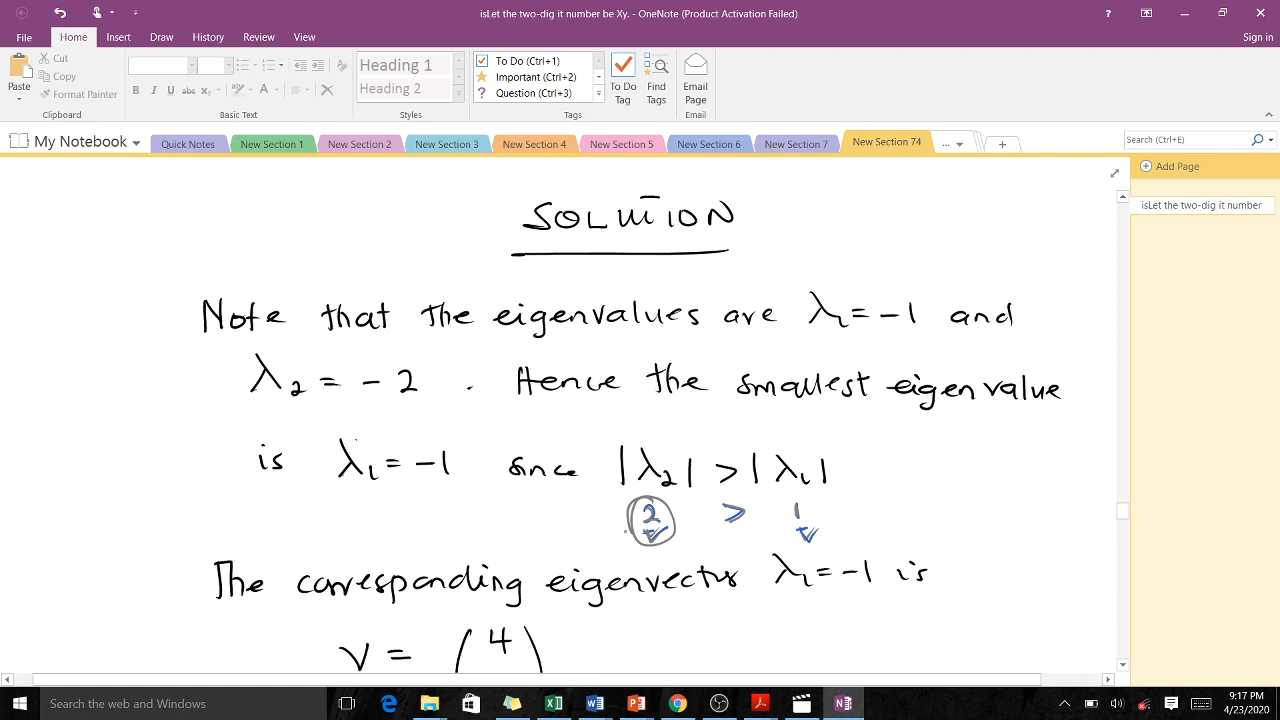 isLet the two-dig it number be Xy. - OneNote (Product Activation Failed)
File Home Insert Draw History Review View Sign in
Paste Cut Copy Format Painter
B I U abc x₂ A
Heading 1
Heading 2
To Do (Ctrl+1)
Important (Ctrl+2)
Question (Ctrl+3)
To Do Tag
Find Tags
Email Page
Clipboard Basic Text Styles Tags Email
My Notebook Quick Notes New Section 1 New Section 2 New Section 3 New Section 4 New Section 5 New Section 6 New Section 7 New Section 74 ... + Search (Ctrl+E)
Add Page
isLet the two-dig it number
SOLUTION
Note that the eigenvalues are λ₁ = -1 and
λ₂ = - 2 . Hence the smallest eigenvalue
is λ₁ = -1 since |λ₂| > |λ₁|
2 > 1
The corresponding eigenvector λ₁ = -1 is
v = ( 4 )
Search the web and Windows
9:17 PM
4/23/2020